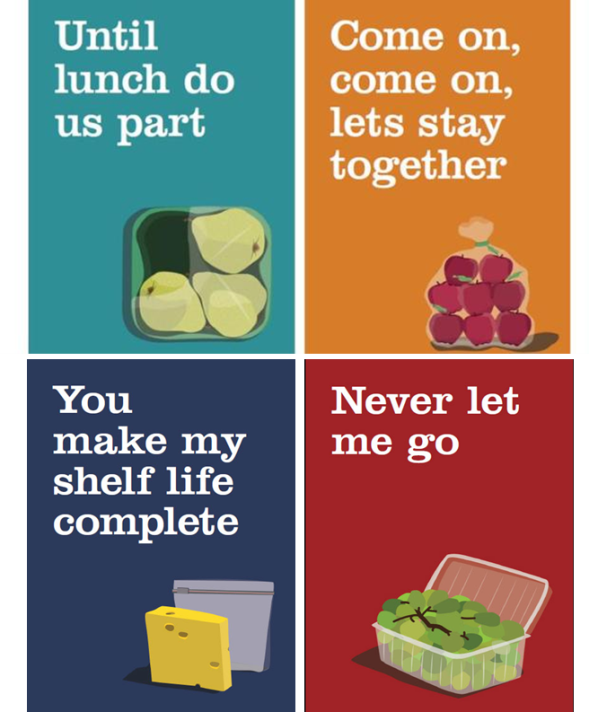 Until
lunch do
us part
Come on,
come on,
lets stay
together
You
make my
shelf life
complete
Never let
me go